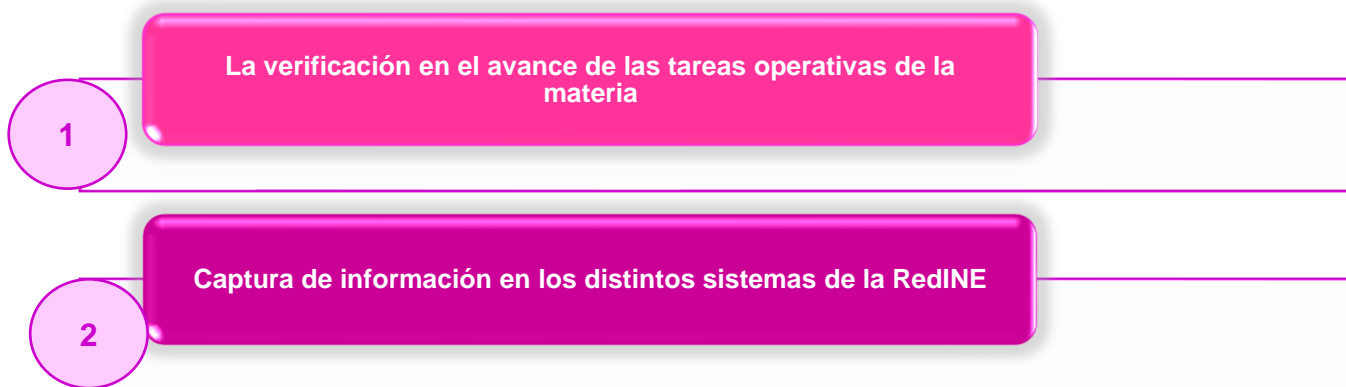 La verificación en el avance de las tareas operativas de la
materia
1
Captura de información en los distintos sistemas de la RedINE
2